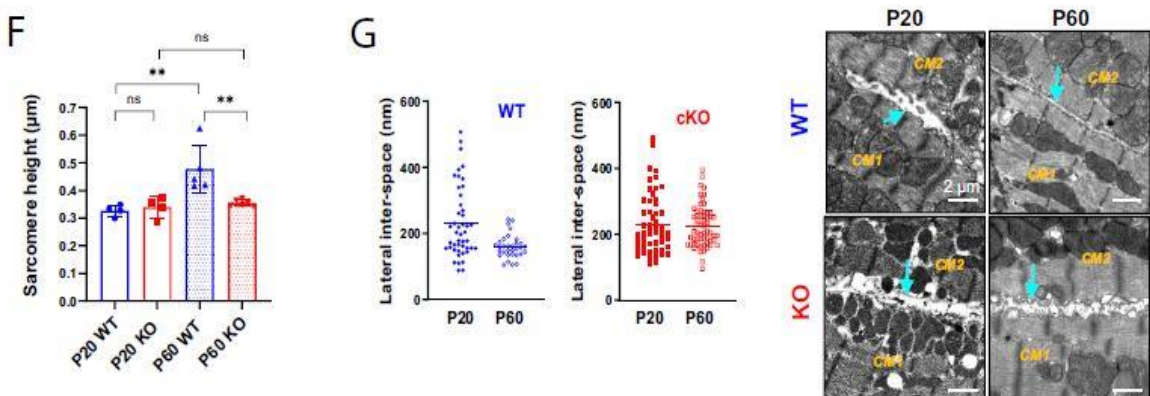 F
ns
**
ns
**
Sarcomere height (µm)
0.7
0.6
0.5
0.4
0.3
0.2
0.1
0.0
P20 WT
P20 KO
P60 WT
P60 KO
G
Lateral inter-space (nm)
600
400
200
0
WT
P20
P60
Lateral inter-space (nm)
600
400
200
0
cKO
P20
P60
P20
P60
WT
CM2
CM1
2 µm
CM2
CM1
KO
CM2
CM1
CM2
CM1